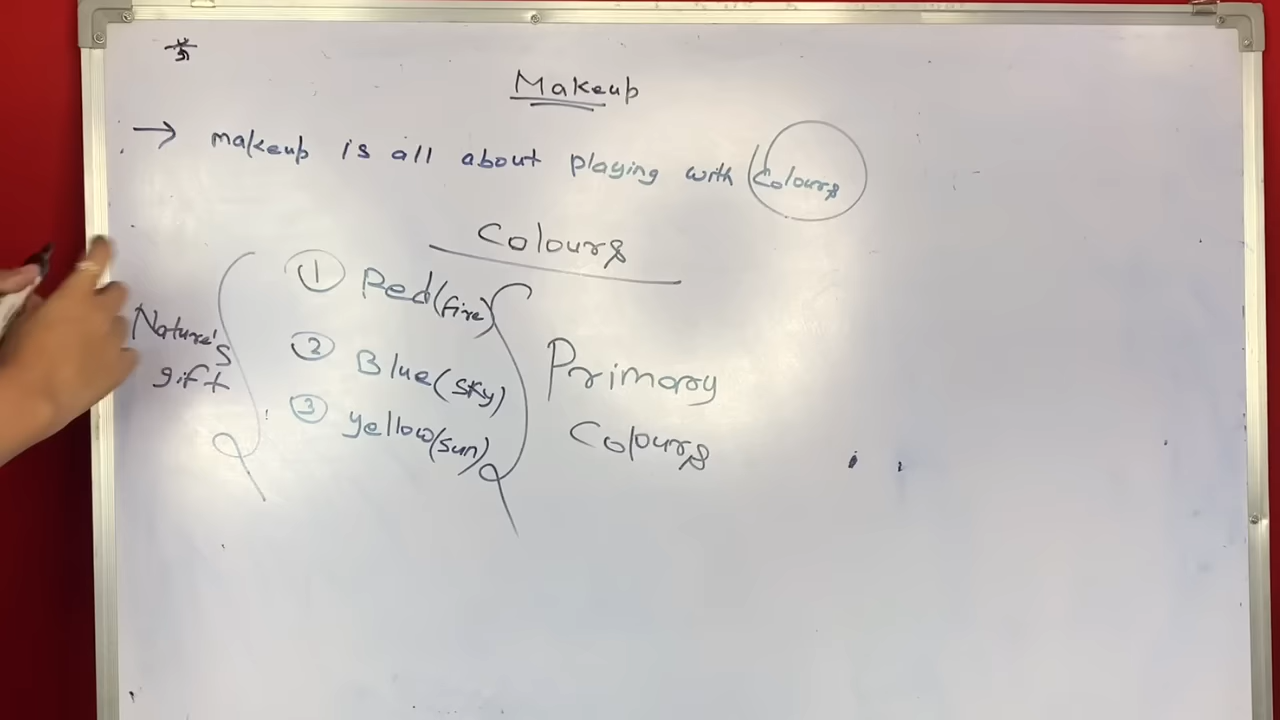 Makeup
→ makeup is all about playing with Colours
Colours
Nature's
gift
① Red (fire)
② Blue (sky)
③ yellow (sun)
Primary
Colours